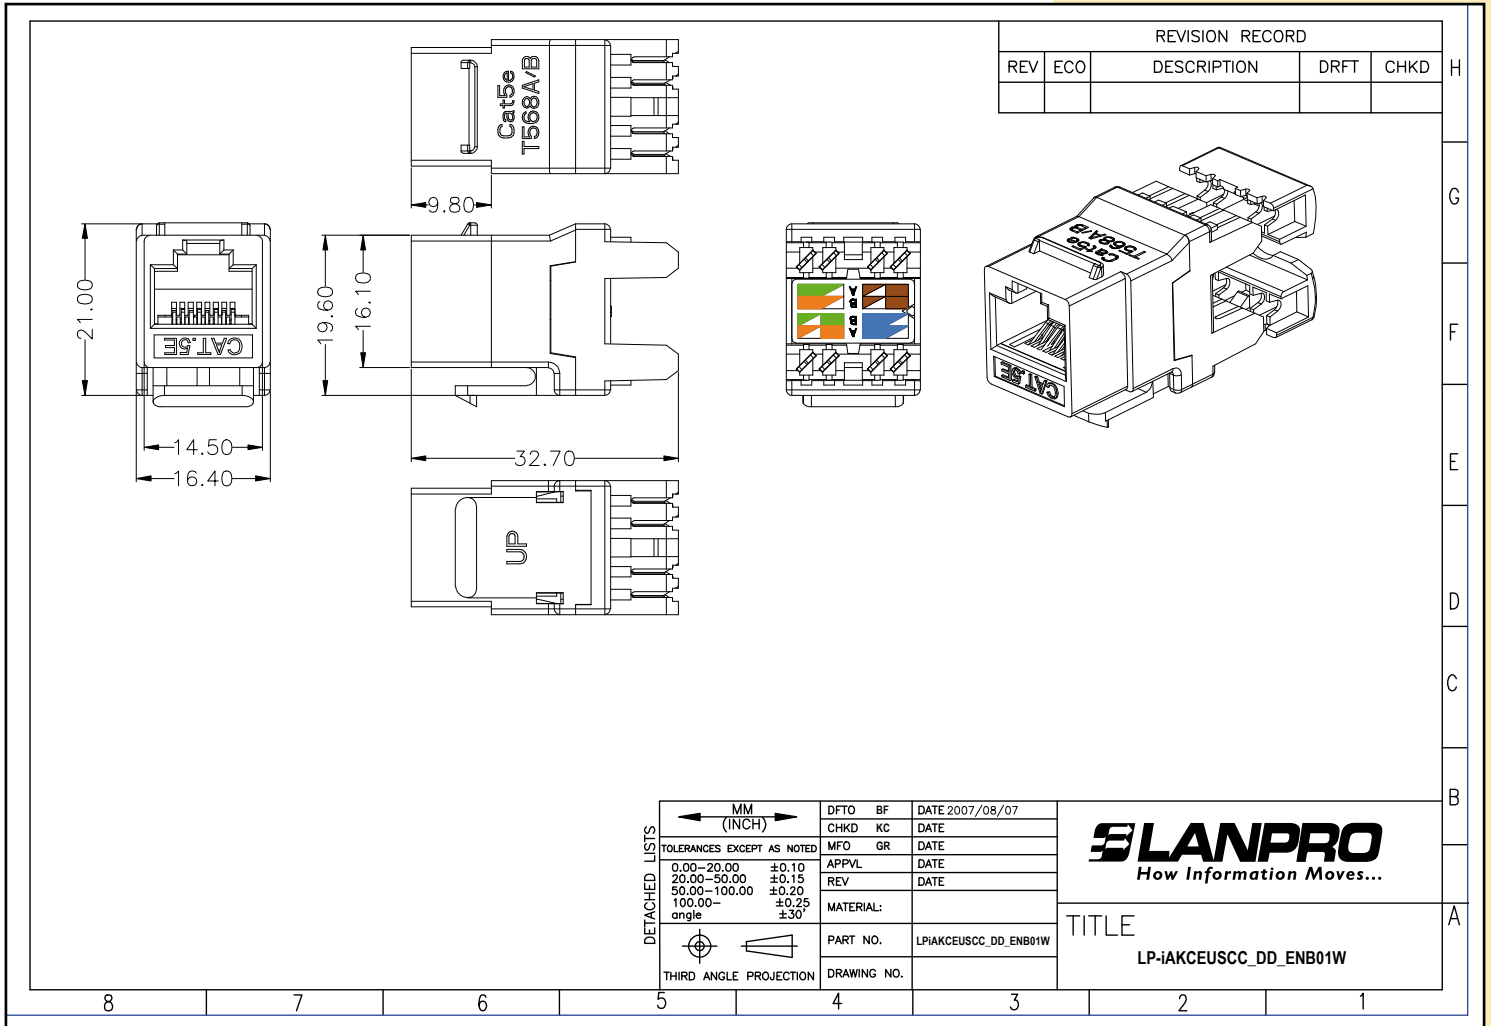 REVISION RECORD
REV ECO DESCRIPTION DRFT CHKD
H
G
F
E
D
C
B
A
Cat5e
T568A/B
9.80
21.00
CAT.5E
14.50
16.40
19.60
16.10
32.70
B
A
B
A
Cat5e
T568A/B
CAT.5E
UP
DETACHED LISTS
MM
(INCH)
TOLERANCES EXCEPT AS NOTED
0.00-20.00 ±0.10
20.00-50.00 ±0.15
50.00-100.00 ±0.20
100.00- ±0.25
angle ±30'
THIRD ANGLE PROJECTION
DFTO BF DATE 2007/08/07
CHKD KC DATE
MFO GR DATE
APPVL DATE
REV DATE
MATERIAL:
PART NO. LPiAKCEUSCC_DD_ENB01W
DRAWING NO.
LANPRO
How Information Moves...
TITLE
LP-iAKCEUSCC_DD_ENB01W
8 7 6 5 4 3 2 1